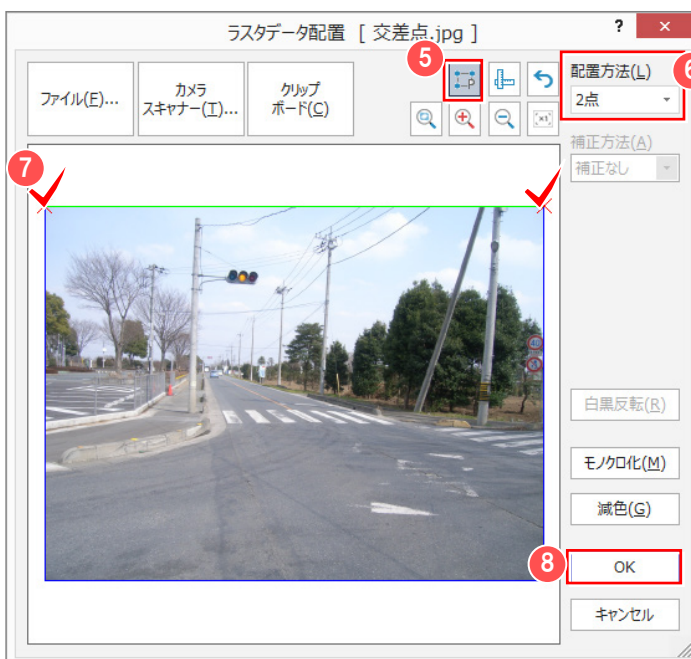 ラスタデータ配置 [ 交差点.jpg ]
? ×
5
6
ファイル(F)...
カメラ
スキャナー(T)...
クリップ
ボード(C)
P
×1
配置方法(L)
2点
補正方法(A)
補正なし
7
40
白黒反転(R)
モノクロ化(M)
減色(G)
8
OK
キャンセル